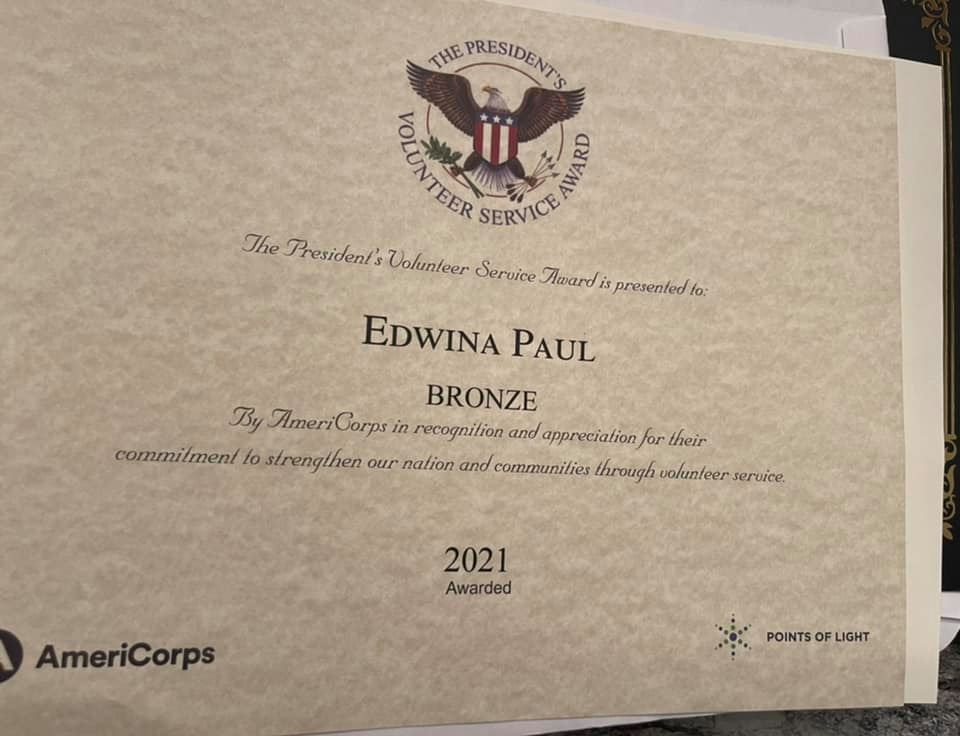 THE PRESIDENT'S
VOLUNTEER SERVICE AWARD
The President's Volunteer Service Award is presented to:
EDWINA PAUL
BRONZE
By AmeriCorps in recognition and appreciation for their
commitment to strengthen our nation and communities through volunteer service.
2021
Awarded
AmeriCorps
POINTS OF LIGHT